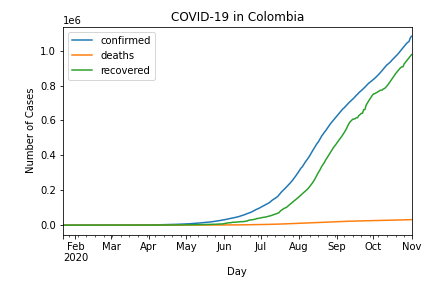 COVID-19 in Colombia
1e6
confirmed
deaths
recovered
Number of Cases
1.0
0.8
0.6
0.4
0.2
0.0
Feb Mar Apr May Jun Jul Aug Sep Oct Nov
2020
Day